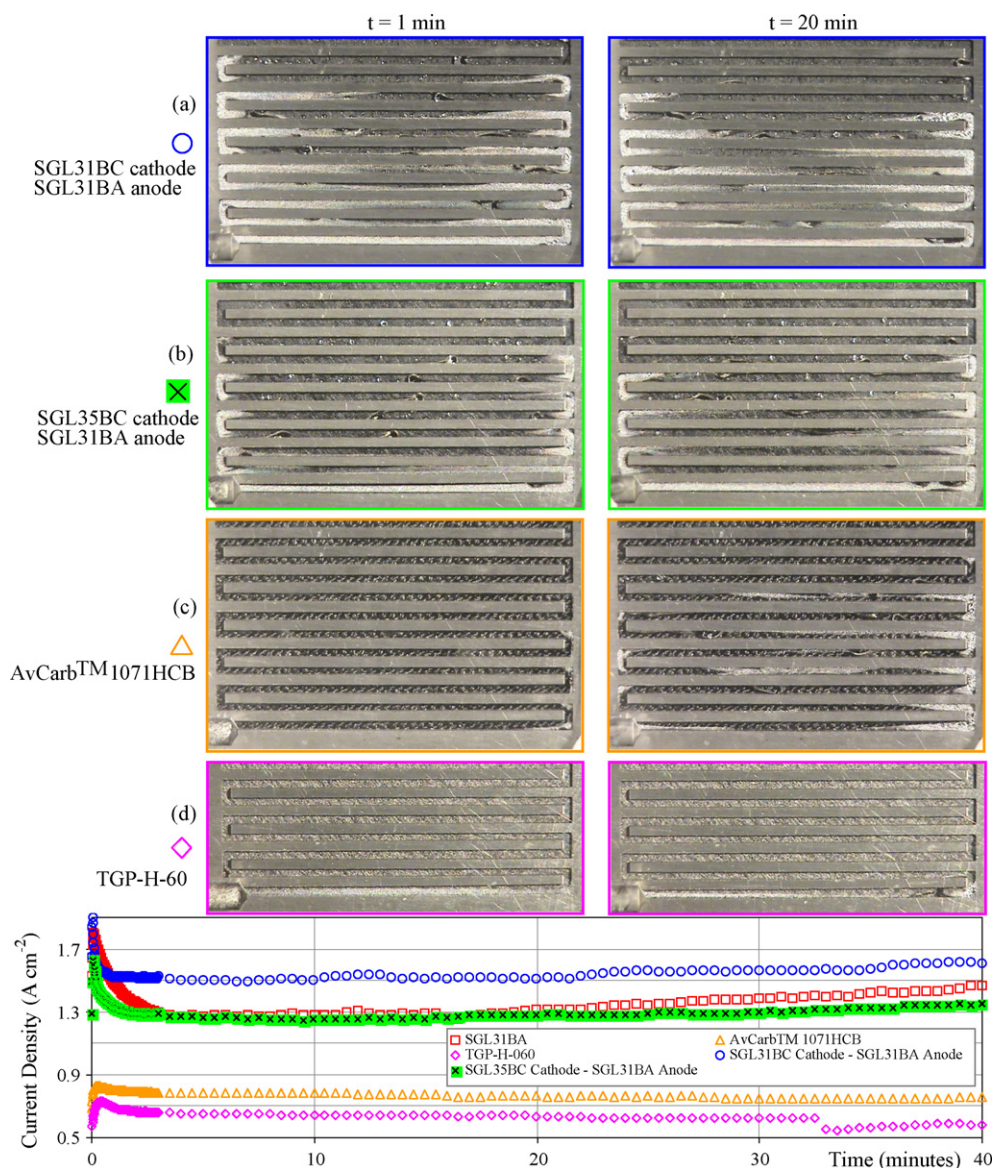 t = 1 min
t = 20 min
(a)
SGL31BC cathode
SGL31BA anode
(b)
SGL35BC cathode
SGL31BA anode
(c)
AvCarbTM1071HCB
(d)
TGP-H-60
Current Density (A cm-2)
1.7
1.3
0.9
0.5
SGL31BA
AvCarbTM 1071HCB
TGP-H-060
SGL31BC Cathode - SGL31BA Anode
SGL35BC Cathode - SGL31BA Anode
0
10
20
30
Time (minutes)
40